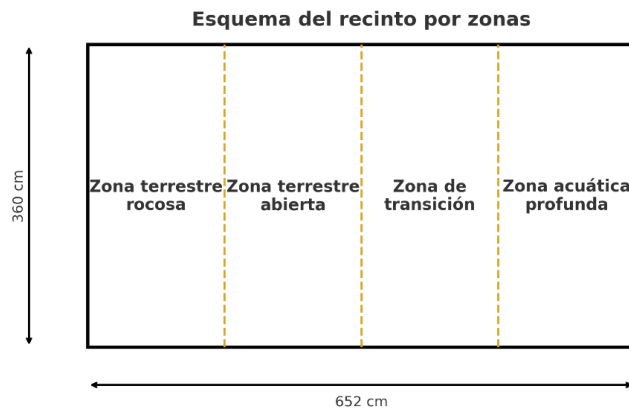 Esquema del recinto por zonas
360 cm
Zona terrestre
rocosa
Zona terrestre
abierta
Zona de
transición
Zona acuática
profunda
652 cm